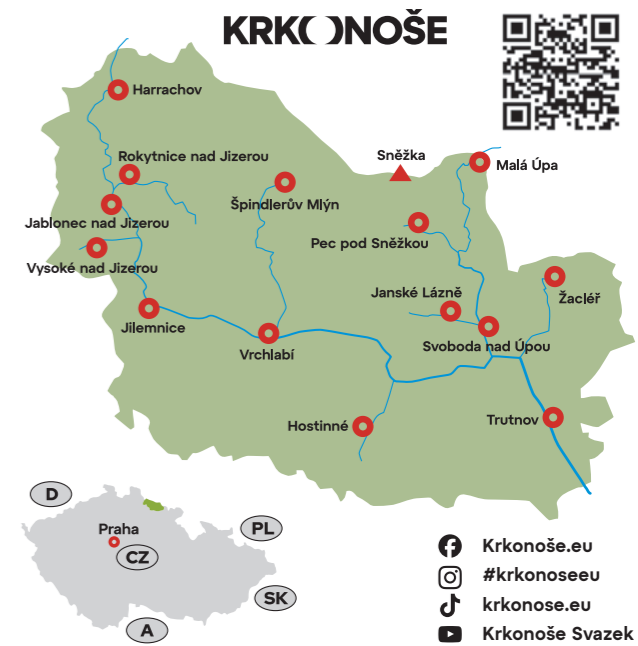 KRKONOŠE
Harrachov
Rokytnice nad Jizerou
Sněžka
Malá Úpa
Špindlerův Mlýn
Jablonec nad Jizerou
Pec pod Sněžkou
Vysoké nad Jizerou
Janské Lázně
Žacléř
Jilemnice
Vrchlabí
Svoboda nad Úpou
Hostinné
Trutnov
D
Praha
PL
CZ
SK
A
Krkonoše.eu
#krkonoseeu
krkonose.eu
Krkonoše Svazek